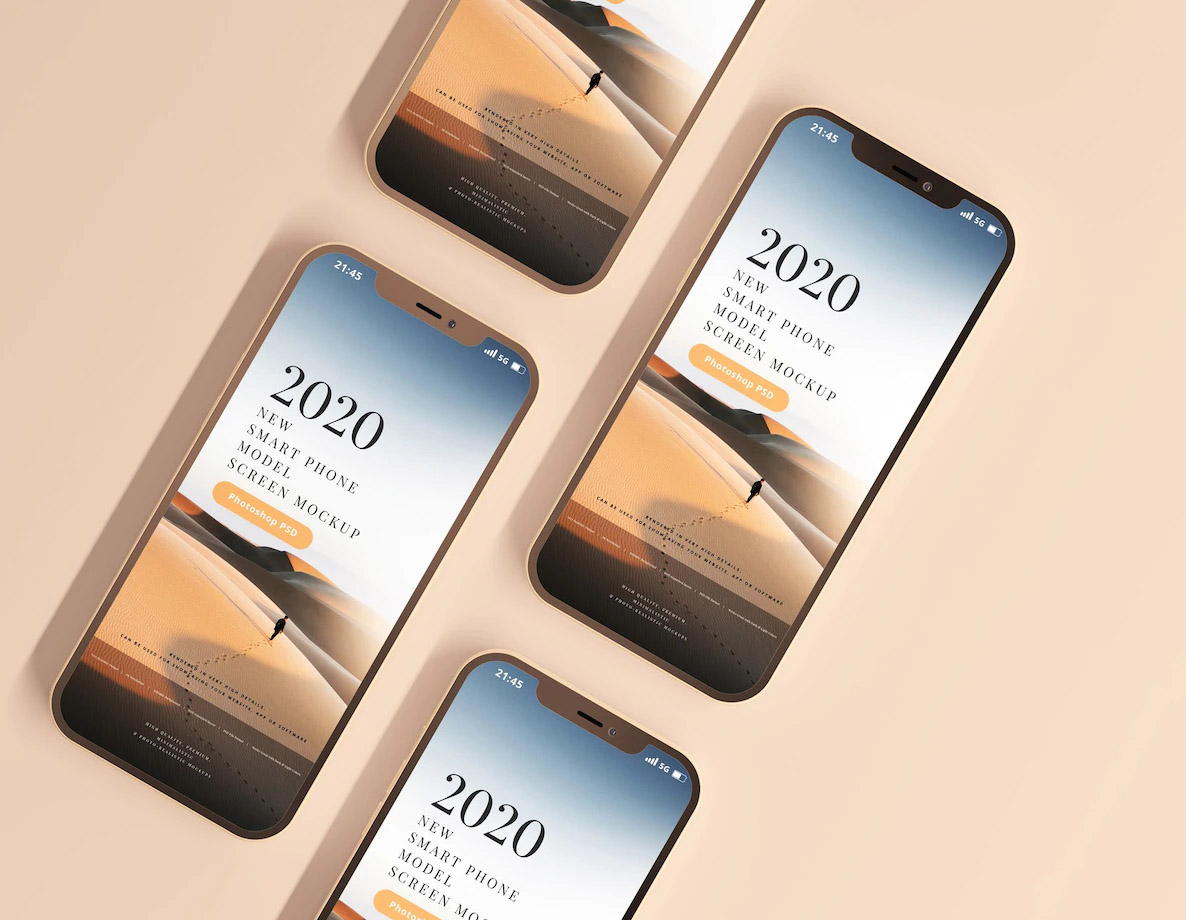 RENDERED IN VERY HIGH DETAILS.
CAN BE USED FOR SHOWCASING YOUR WEBSITE, APP OR SOFTWARE
HIGH QUALITY, PREMIUM,
MINIMALISTIC
& PHOTO-REALISTIC MOCKUPS
21:45
5G
2020
NEW
SMART PHONE
MODEL
SCREEN MOCKUP
Photoshop PSD
RENDERED IN VERY HIGH DETAILS.
CAN BE USED FOR SHOWCASING YOUR WEBSITE, APP OR SOFTWARE
HIGH QUALITY, PREMIUM,
MINIMALISTIC
& PHOTO-REALISTIC MOCKUPS
21:45
5G
2020
NEW
SMART PHONE
MODEL
SCREEN MOCKUP
Photoshop PSD
RENDERED IN VERY HIGH DETAILS.
CAN BE USED FOR SHOWCASING YOUR WEBSITE, APP OR SOFTWARE
HIGH QUALITY, PREMIUM,
MINIMALISTIC
& PHOTO-REALISTIC MOCKUPS
21:45
5G
2020
NEW
SMART PHONE
MODEL
SCREEN